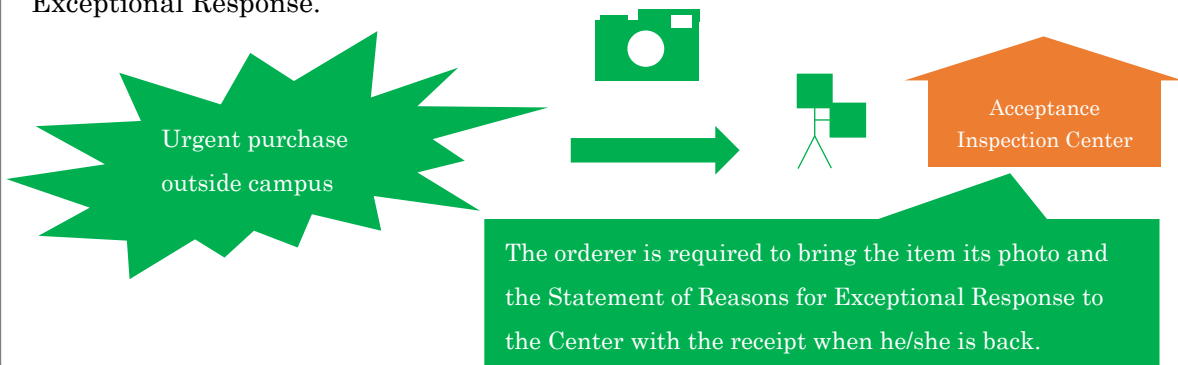 Exceptional Response.
Urgent purchase
outside campus
Acceptance
Inspection Center
The orderer is required to bring the item its photo and
the Statement of Reasons for Exceptional Response to
the Center with the receipt when he/she is back.